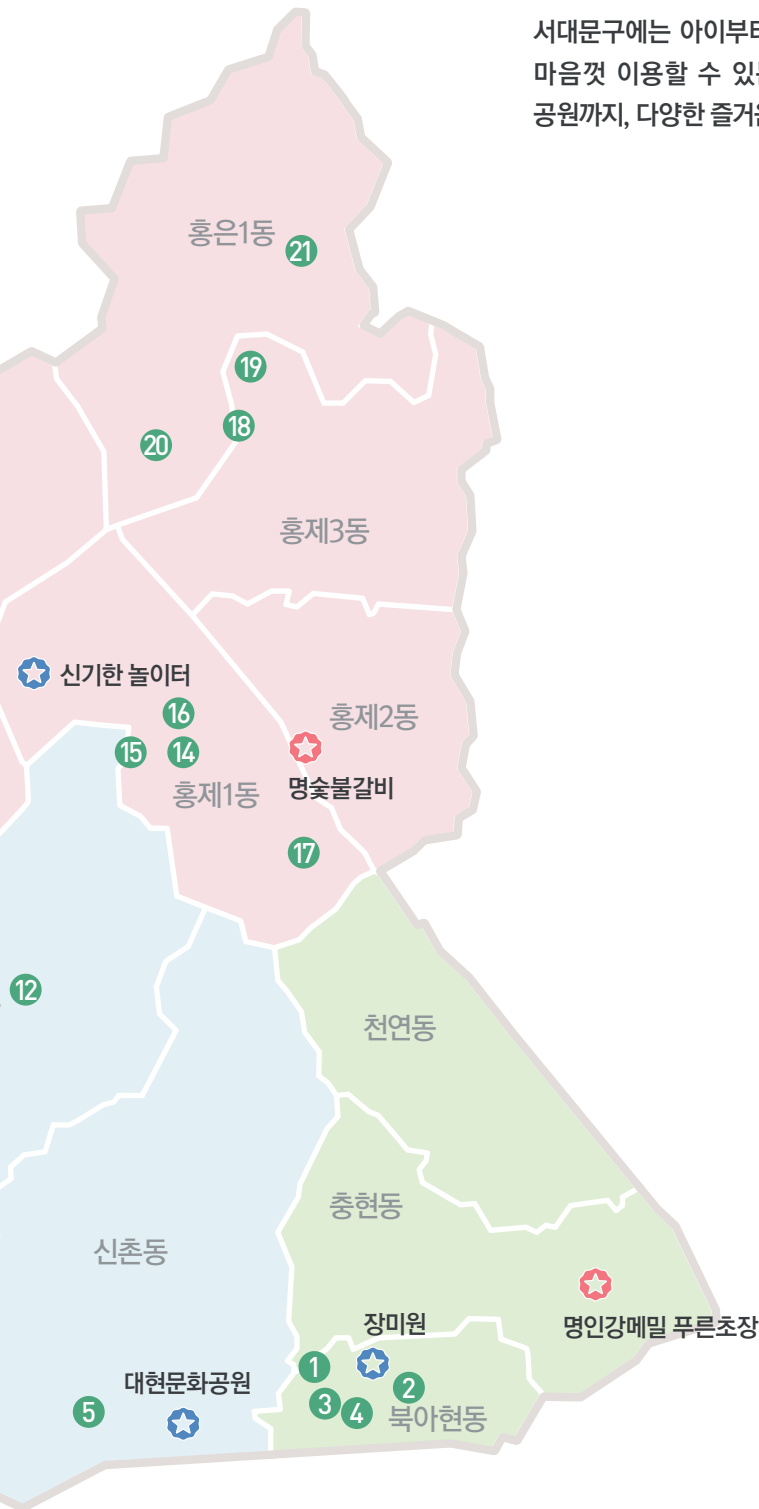 서대문구에는 아이부터
마음껏 이용할 수 있는
공원까지, 다양한 즐거운
홍은1동
21
19
18
20
홍제3동
신기한 놀이터
16
홍제2동
15
14
홍제1동
명숯불갈비
17
12
천연동
충현동
신촌동
장미원
명인강메밀 푸른초장
1
대현문화공원
2
3
4
5
북아현동